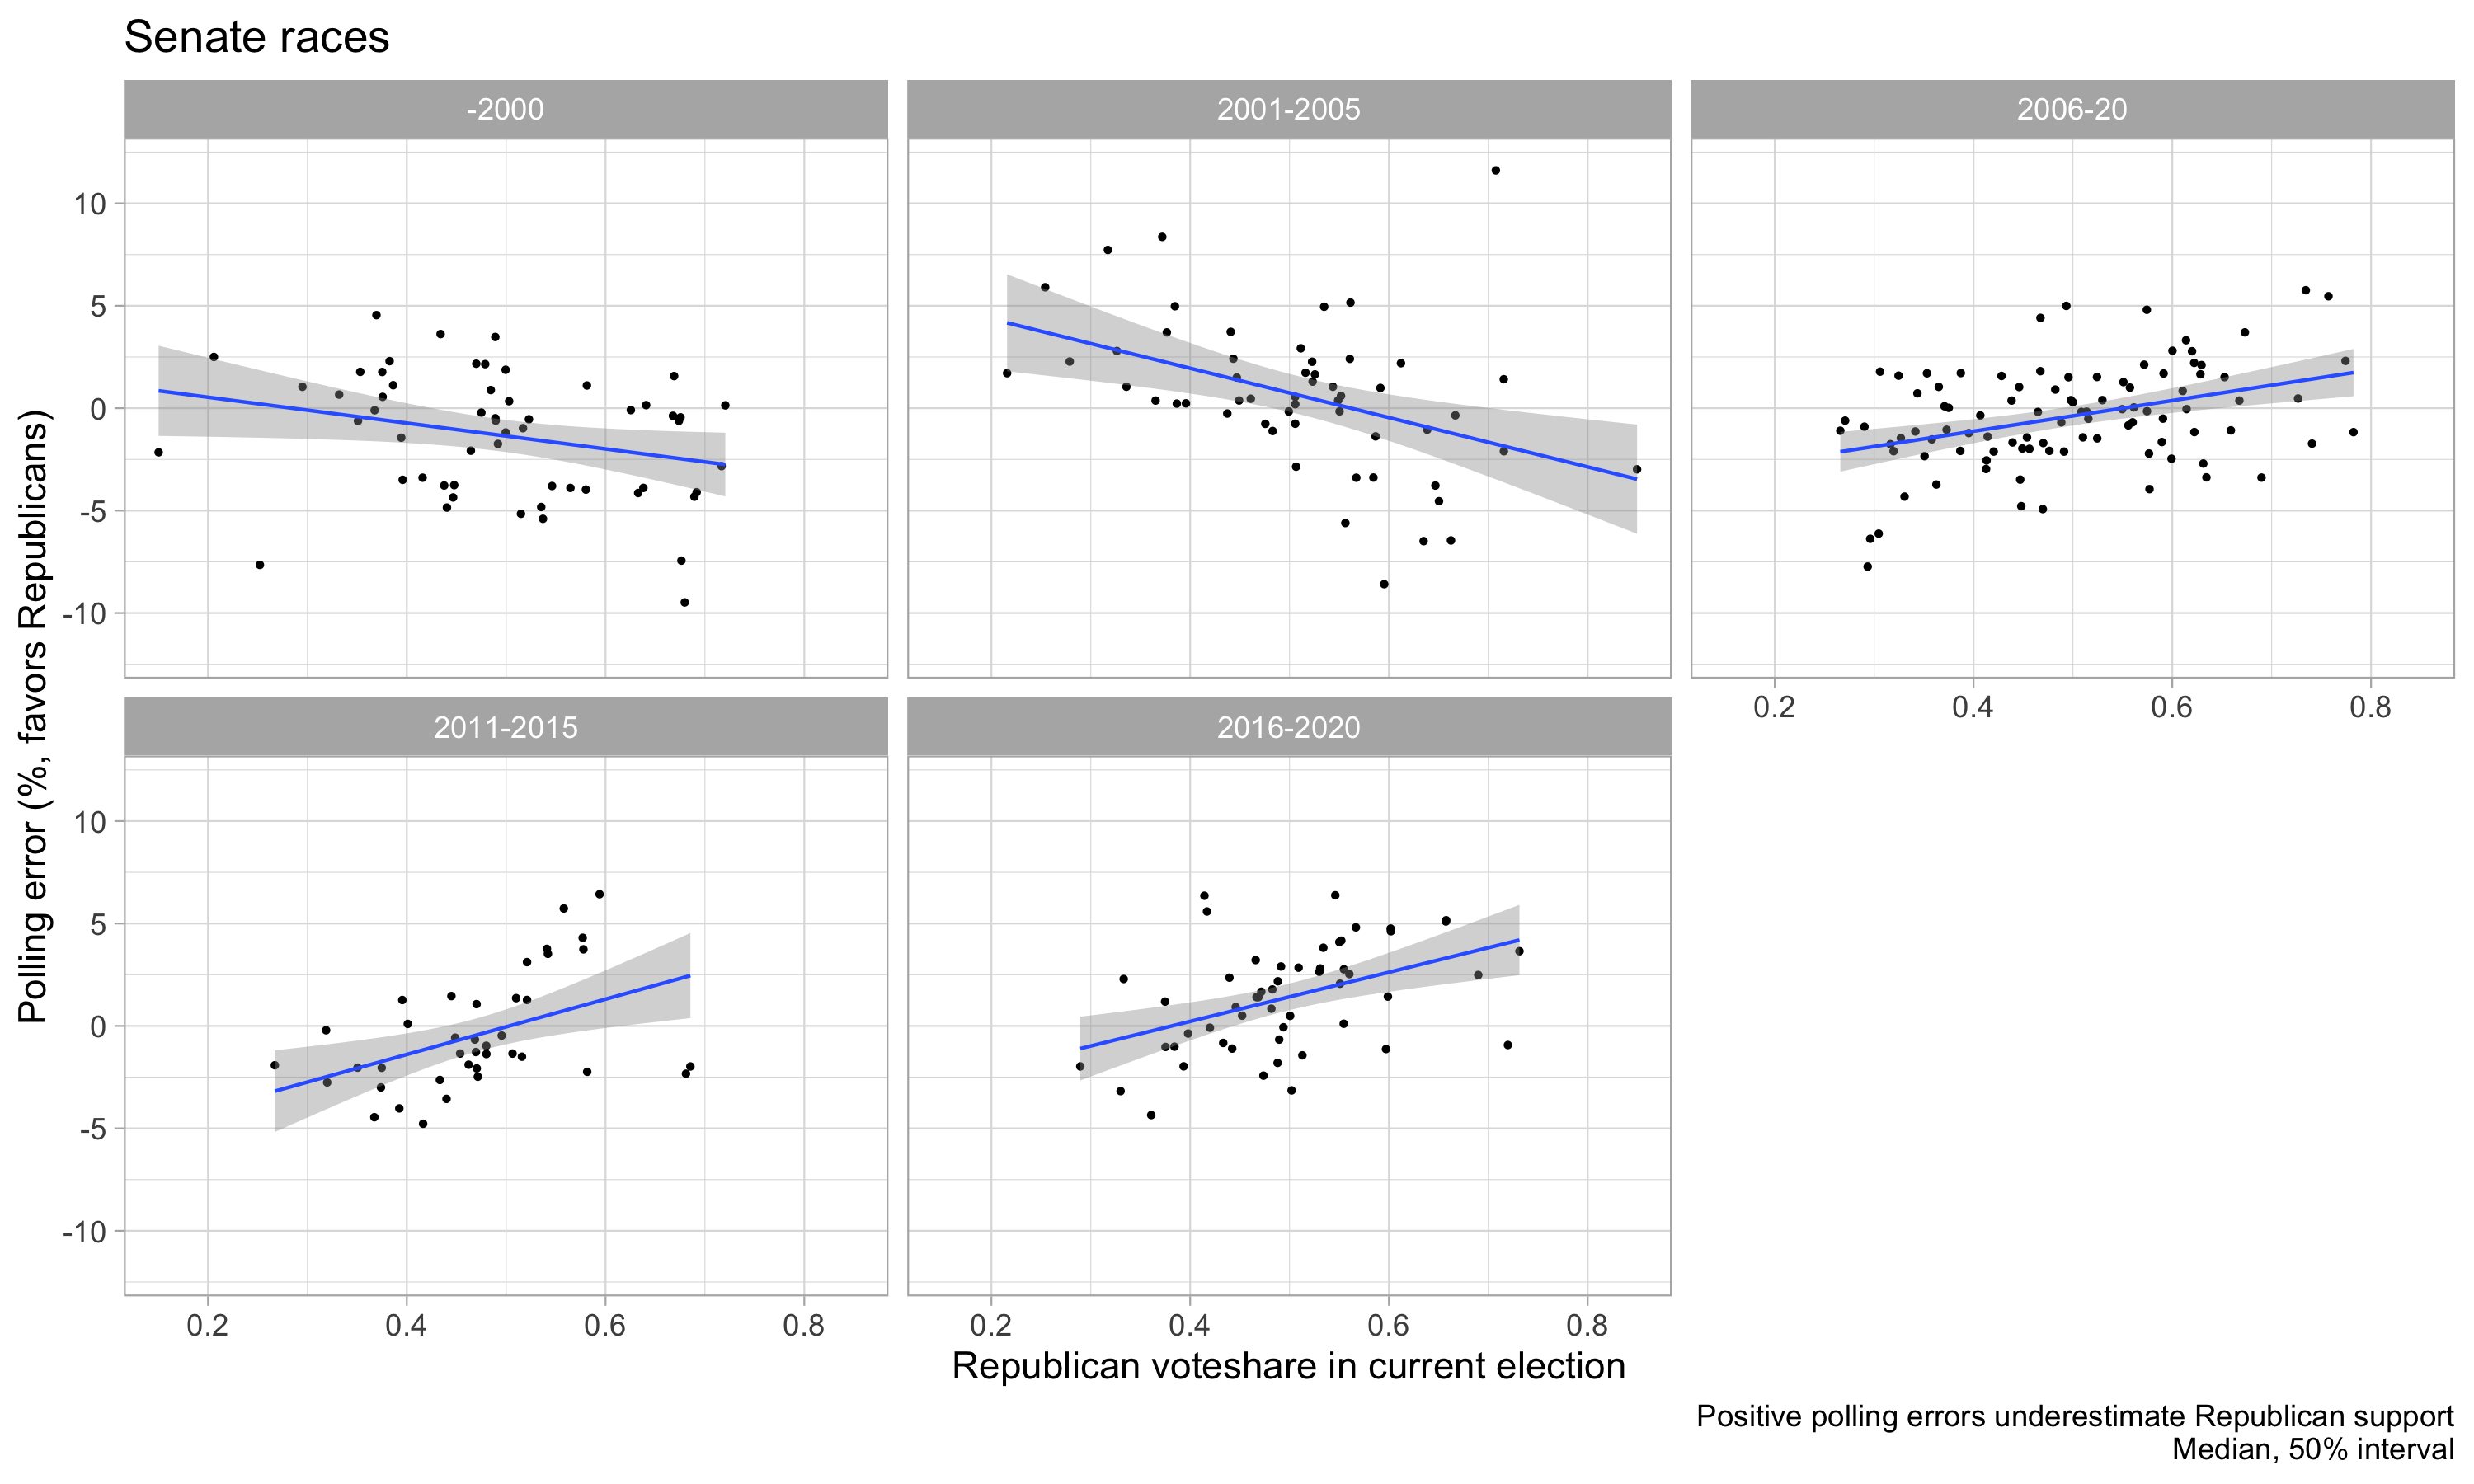 Senate races
-2000
2001-2005
2006-20
10
5
0
-5
-10
0.2 0.4 0.6 0.8
2011-2015
2016-2020
10
5
0
-5
-10
0.2 0.4 0.6 0.8
0.2 0.4 0.6 0.8
Polling error (%, favors Republicans)
Republican voteshare in current election
Positive polling errors underestimate Republican support
Median, 50% interval